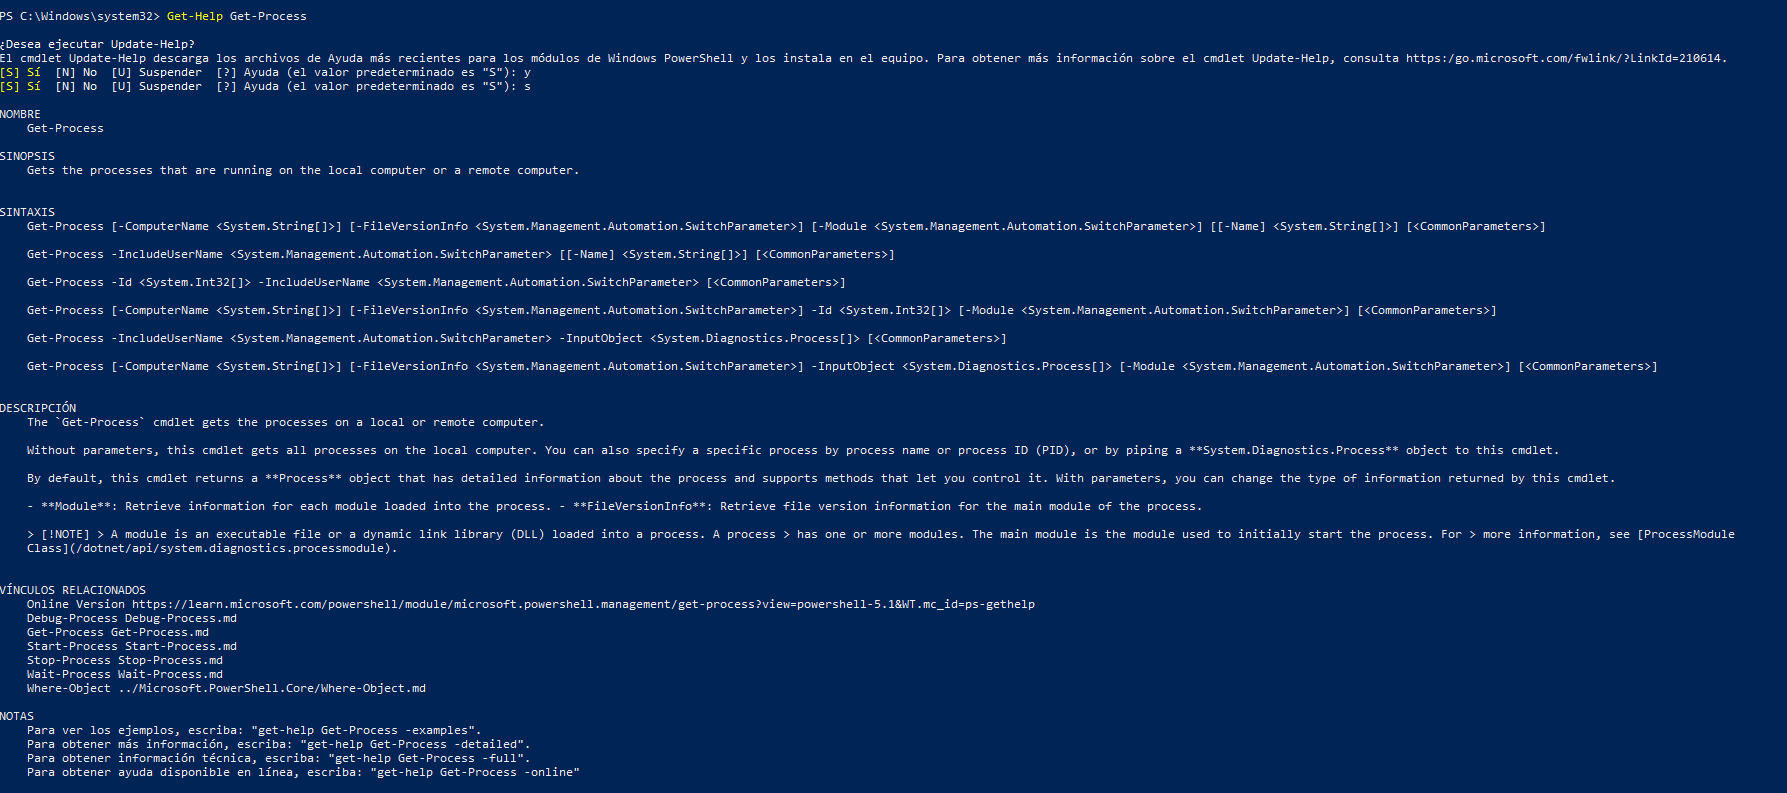 PS C:\Windows\system32> Get-Help Get-Process
¿Desea ejecutar Update-Help?
El cmdlet Update-Help descarga los archivos de Ayuda más recientes para los módulos de Windows PowerShell y los instala en el equipo. Para obtener más información sobre el cmdlet Update-Help, consulta https:/go.microsoft.com/fwlink/?LinkId=210614.
[S] Sí  [N] No  [U] Suspender  [?] Ayuda (el valor predeterminado es "S"): y
[S] Sí  [N] No  [U] Suspender  [?] Ayuda (el valor predeterminado es "S"): s
NOMBRE
Get-Process
SINOPSIS
Gets the processes that are running on the local computer or a remote computer.
SINTAXIS
Get-Process [-ComputerName <System.String[]>] [-FileVersionInfo <System.Management.Automation.SwitchParameter>] [-Module <System.Management.Automation.SwitchParameter>] [[-Name] <System.String[]>] [<CommonParameters>]
Get-Process -IncludeUserName <System.Management.Automation.SwitchParameter> [[-Name] <System.String[]>] [<CommonParameters>]
Get-Process -Id <System.Int32[]> -IncludeUserName <System.Management.Automation.SwitchParameter> [<CommonParameters>]
Get-Process [-ComputerName <System.String[]>] [-FileVersionInfo <System.Management.Automation.SwitchParameter>] -Id <System.Int32[]> [-Module <System.Management.Automation.SwitchParameter>] [<CommonParameters>]
Get-Process -IncludeUserName <System.Management.Automation.SwitchParameter> -InputObject <System.Diagnostics.Process[]> [<CommonParameters>]
Get-Process [-ComputerName <System.String[]>] [-FileVersionInfo <System.Management.Automation.SwitchParameter>] -InputObject <System.Diagnostics.Process[]> [-Module <System.Management.Automation.SwitchParameter>] [<CommonParameters>]
DESCRIPCIÓN
The `Get-Process` cmdlet gets the processes on a local or remote computer.
Without parameters, this cmdlet gets all processes on the local computer. You can also specify a specific process by process name or process ID (PID), or by piping a **System.Diagnostics.Process** object to this cmdlet.
By default, this cmdlet returns a **Process** object that has detailed information about the process and supports methods that let you control it. With parameters, you can change the type of information returned by this cmdlet.
- **Module**: Retrieve information for each module loaded into the process. - **FileVersionInfo**: Retrieve file version information for the main module of the process.
> [!NOTE] > A module is an executable file or a dynamic link library (DLL) loaded into a process. A process > has one or more modules. The main module is the module used to initially start the process. For > more information, see [ProcessModule
Class](/dotnet/api/system.diagnostics.processmodule).
VÍNCULOS RELACIONADOS
Online Version https://learn.microsoft.com/powershell/module/microsoft.powershell.management/get-process?view=powershell-5.1&WT.mc_id=ps-gethelp
Debug-Process Debug-Process.md
Get-Process Get-Process.md
Start-Process Start-Process.md
Stop-Process Stop-Process.md
Wait-Process Wait-Process.md
Where-Object ../Microsoft.PowerShell.Core/Where-Object.md
NOTAS
Para ver los ejemplos, escriba: "get-help Get-Process -examples".
Para obtener más información, escriba: "get-help Get-Process -detailed".
Para obtener información técnica, escriba: "get-help Get-Process -full".
Para obtener ayuda disponible en línea, escriba: "get-help Get-Process -online"